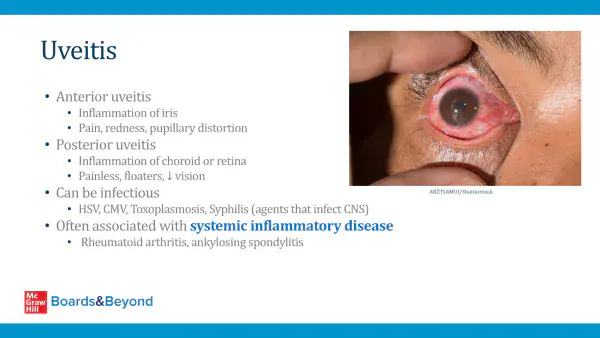 Uveitis
• Anterior uveitis
• Inflammation of iris
• Pain, redness, pupillary distortion
• Posterior uveitis
• Inflammation of choroid or retina
• Painless, floaters, ↓ vision
• Can be infectious
• HSV, CMV, Toxoplasmosis, Syphilis (agents that infect CNS)
• Often associated with systemic inflammatory disease
• Rheumatoid arthritis, ankylosing spondylitis
ARZTSAMUI/Shutterstock
Mc
Graw
Hill
Boards&Beyond